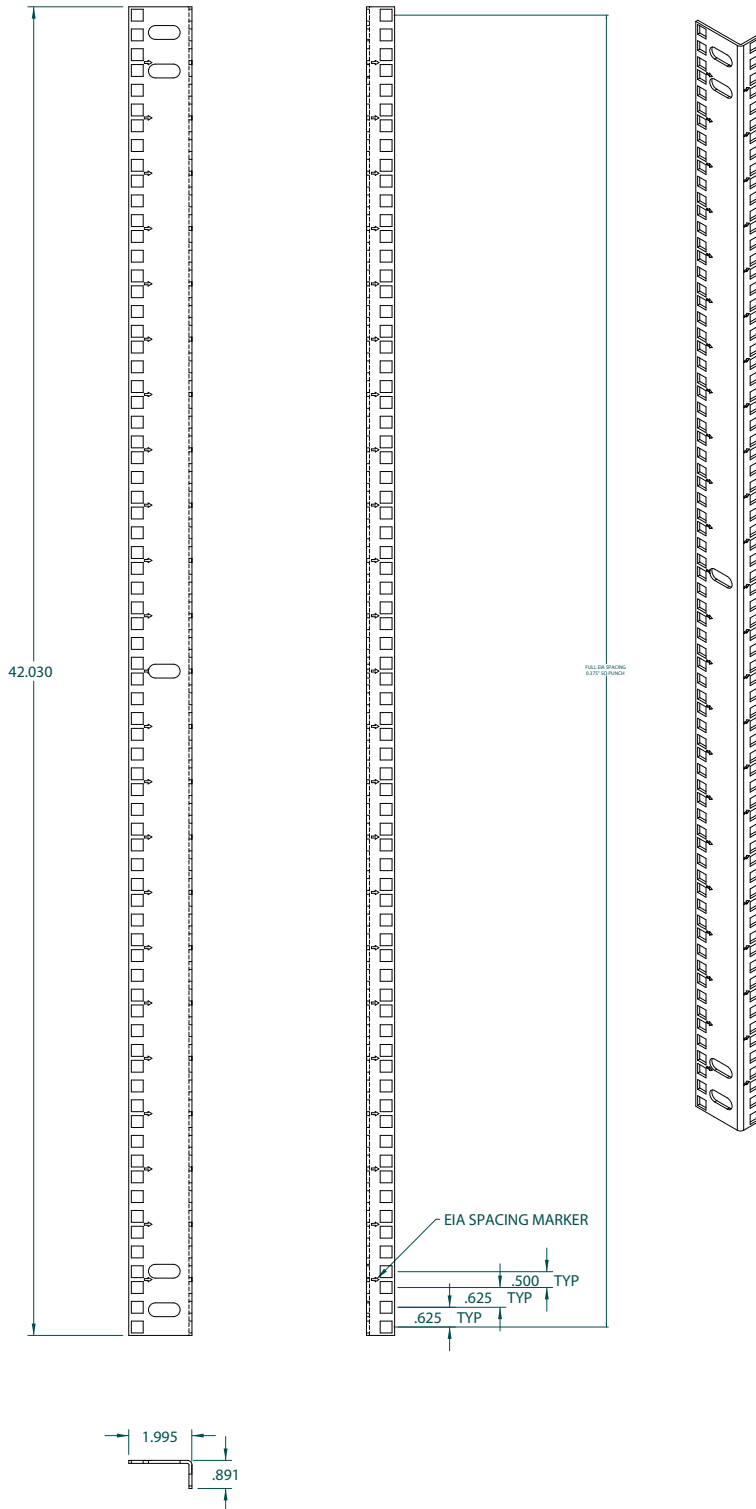 42.030
FULL EIA SPACING
0.375" SQ PUNCH
EIA SPACING MARKER
.500 TYP
.625 TYP
.625 TYP
1.995
.891